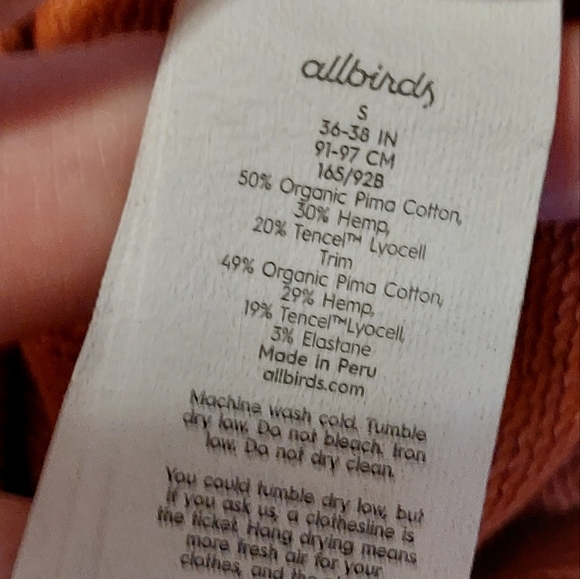 allbirds
S
36-38 IN
91-97 CM
165/92B
50% Organic Pima Cotton,
30% Hemp,
20% Tencel™ Lyocell
Trim
49% Organic Pima Cotton,
29% Hemp,
19% Tencel™Lyocell,
3% Elastane
Made in Peru
allbirds.com
Machine wash cold. Tumble
dry low. Do not bleach. Iron
low. Do not dry clean.
You could tumble dry low, but
if you ask us, a clothesline is
the ticket. Hang drying means
more fresh air for your
clothes, and the